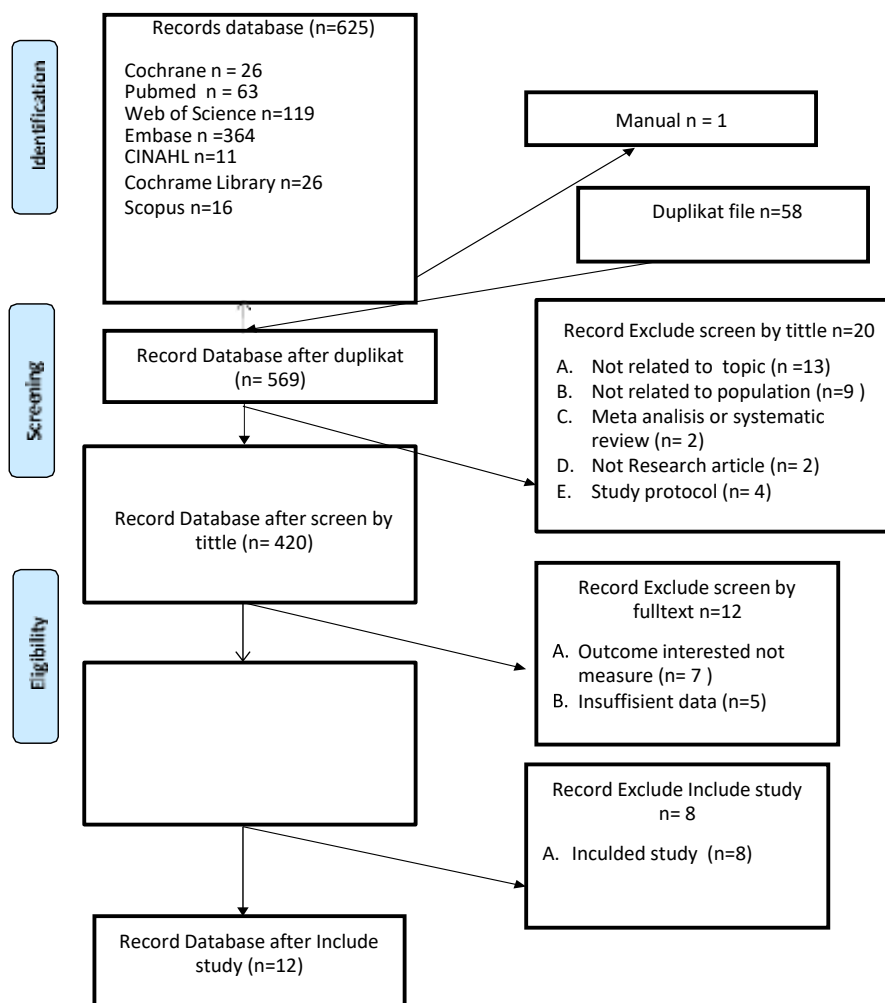 Identification
Records database (n=625)
Cochrane n = 26
Pubmed n = 63
Web of Science n=119
Embase n =364
CINAHL n=11
Cochrame Library n=26
Scopus n=16
Manual n = 1
Duplikat file n=58
Screening
Record Database after duplikat
(n= 569)
Record Exclude screen by tittle n=20
A. Not related to topic (n =13)
B. Not related to population (n=9 )
C. Meta analisis or systematic
review (n= 2)
D. Not Research article (n= 2)
E. Study protocol (n= 4)
Record Database after screen by
tittle (n= 420)
Eligibility
Record Exclude screen by
fulltext n=12
A. Outcome interested not
measure (n= 7 )
B. Insuffisient data (n=5)
Record Exclude Include study
n= 8
A. Inculded study (n=8)
Record Database after Include
study (n=12)